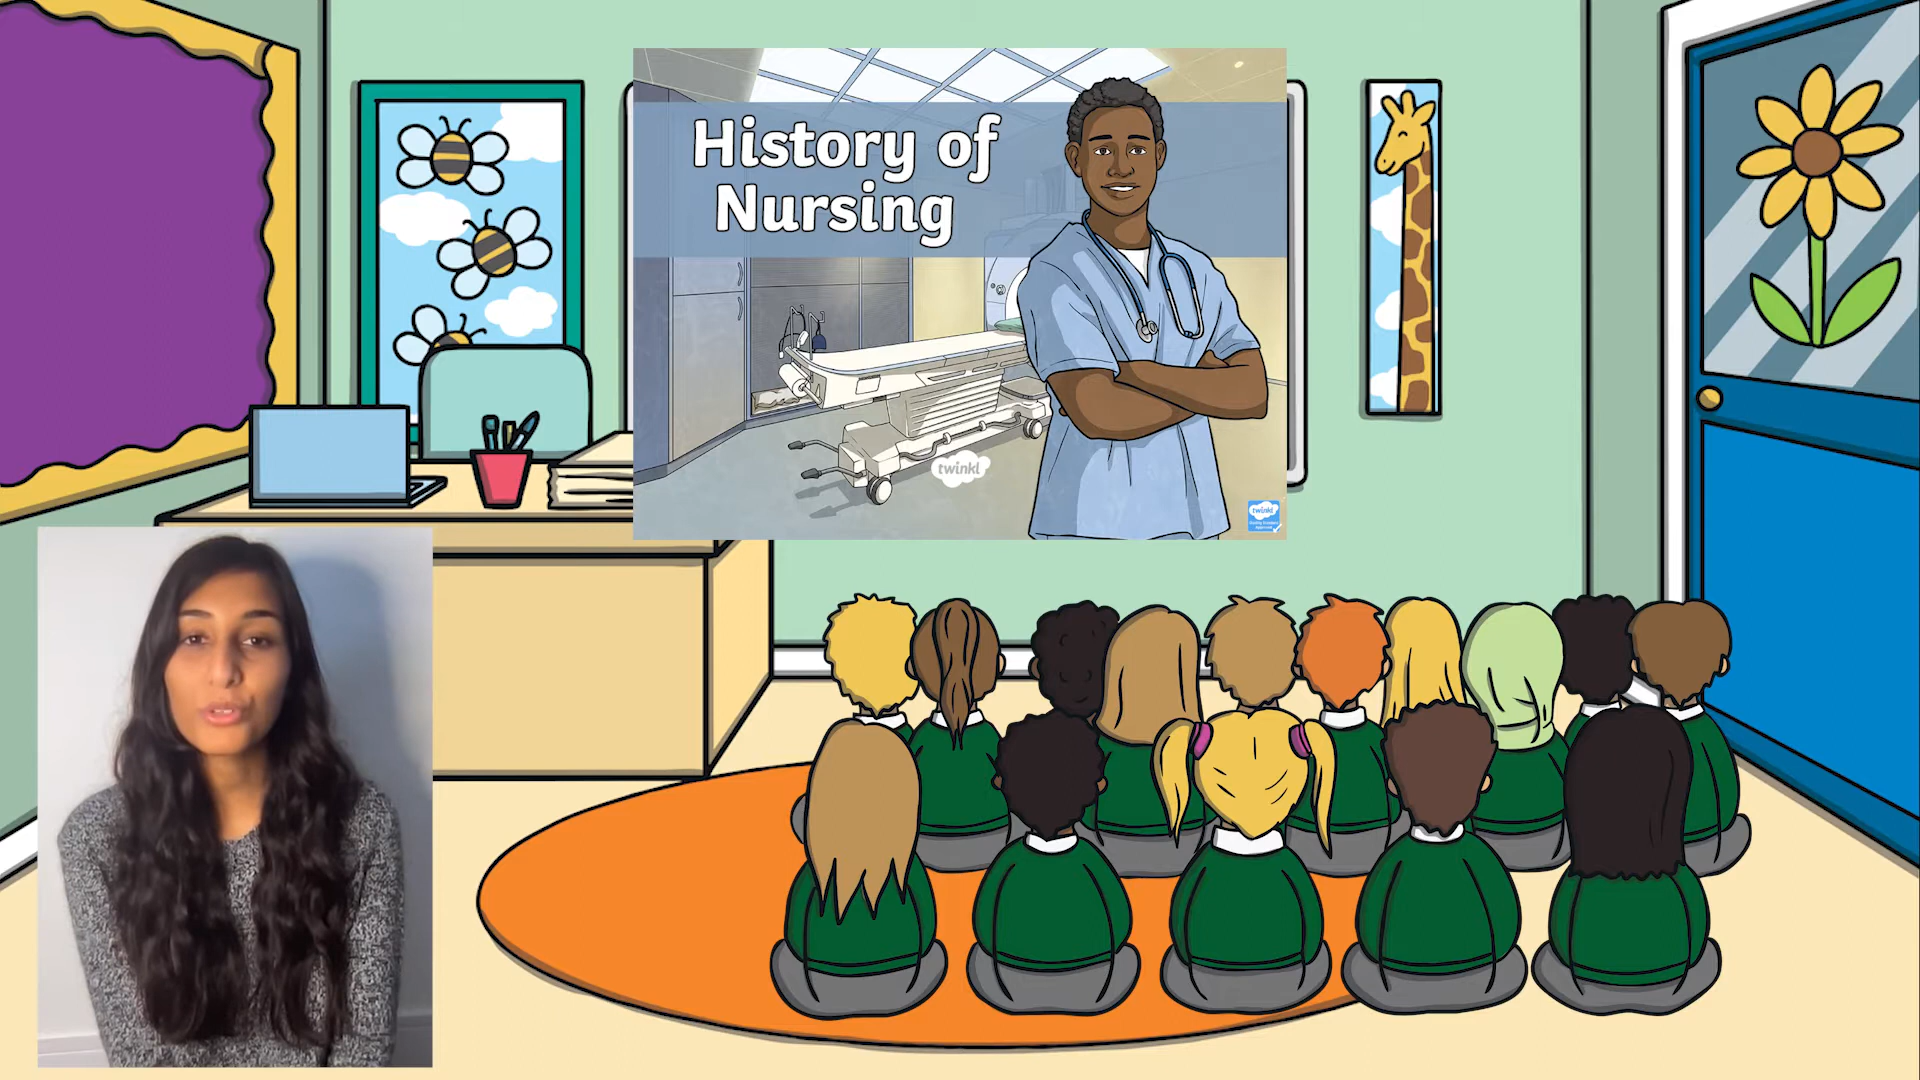 History of
Nursing
twinkl
twinkl